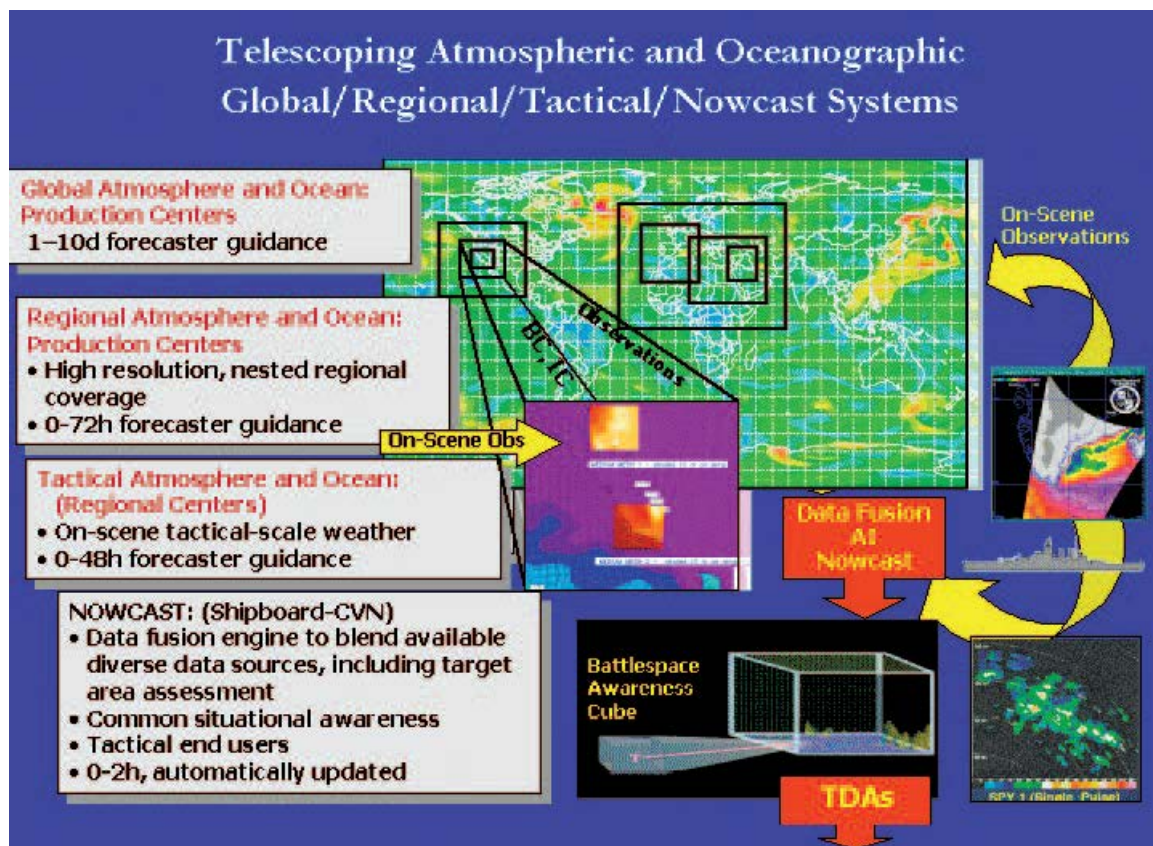 Telescoping Atmospheric and Oceanographic
Global/Regional/Tactical/Nowcast Systems
Global Atmosphere and Ocean:
Production Centers
1–10d forecaster guidance
On-Scene
Observations
Regional Atmosphere and Ocean:
Production Centers
• High resolution, nested regional
coverage
• 0-72h forecaster guidance
Observations
BC, IC
On-Scene Obs
Tactical Atmosphere and Ocean:
(Regional Centers)
• On-scene tactical-scale weather
• 0-48h forecaster guidance
Data Fusion
At
Nowcast
NOWCAST: (Shipboard-CVN)
• Data fusion engine to blend available
diverse data sources, including target
area assessment
• Common situational awareness
• Tactical end users
• 0-2h, automatically updated
Battlespace
Awareness
Cube
SPY 1 (Single Pulse)
TDAs